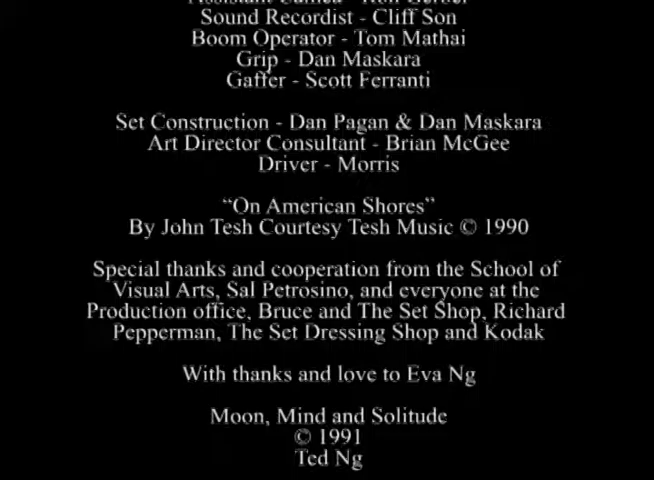 Sound Recordist - Cliff Son
Boom Operator - Tom Mathai
Grip - Dan Maskara
Gaffer - Scott Ferranti
Set Construction - Dan Pagan & Dan Maskara
Art Director Consultant - Brian McGee
Driver - Morris
“On American Shores”
By John Tesh Courtesy Tesh Music © 1990
Special thanks and cooperation from the School of
Visual Arts, Sal Petrosino, and everyone at the
Production office, Bruce and The Set Shop, Richard
Pepperman, The Set Dressing Shop and Kodak
With thanks and love to Eva Ng
Moon, Mind and Solitude
© 1991
Ted Ng